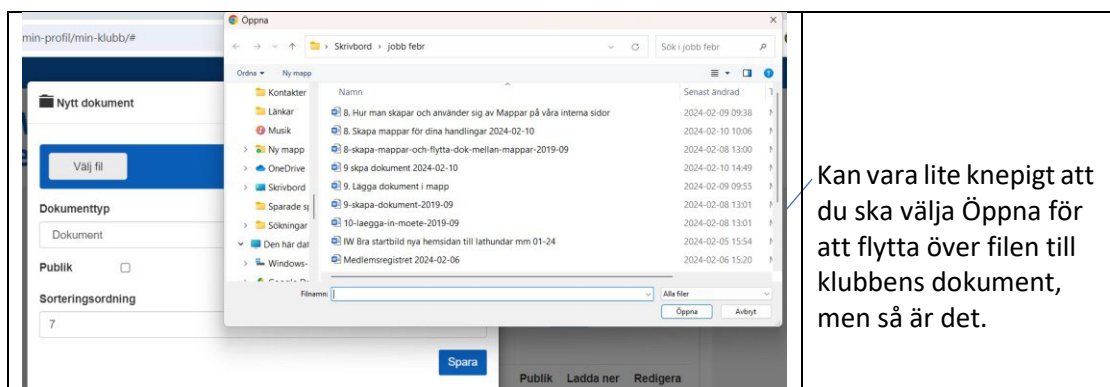 Öppna
min-profil/min-klubb/#
Skrivbord › jobb febr
Sök i jobb febr
Ordna
Ny mapp
Nytt dokument
Välj fil
Dokumenttyp
Dokument
Publik
Sorteringsordning
7
Spara
Kontakter
Länkar
Musik
Ny mapp
OneDrive
Skrivbord
Sparade
Sökningar
Den här dat
Windows-
Namn
Senast ändrad
8. Hur man skapar och använder sig av Mappar på våra interna sidor 2024-02-09 09:38
8. Skapa mappar för dina handlingar 2024-02-10 2024-02-10 10:06
8-skapa-mappar-och-flytta-dok-mellan-mappar-2019-09 2024-02-08 13:00
9 skpa dokument 2024-02-10 2024-02-10 14:49
9. Lägga dokument i mapp 2024-02-09 09:55
9-skapa-dokument-2019-09 2024-02-08 13:01
10-laegga-in-moete-2019-09 2024-02-08 13:01
IW Bra startbild nya hemsidan till lathundar mm 01-24 2024-02-05 15:54
Medlemsregistret 2024-02-06 2024-02-06 15:20
Filnamn:
Alla filer
Öppna
Avbryt
Publik Ladda ner Redigera
Kan vara lite knepigt att
du ska välja Öppna för
att flytta över filen till
klubbens dokument,
men så är det.